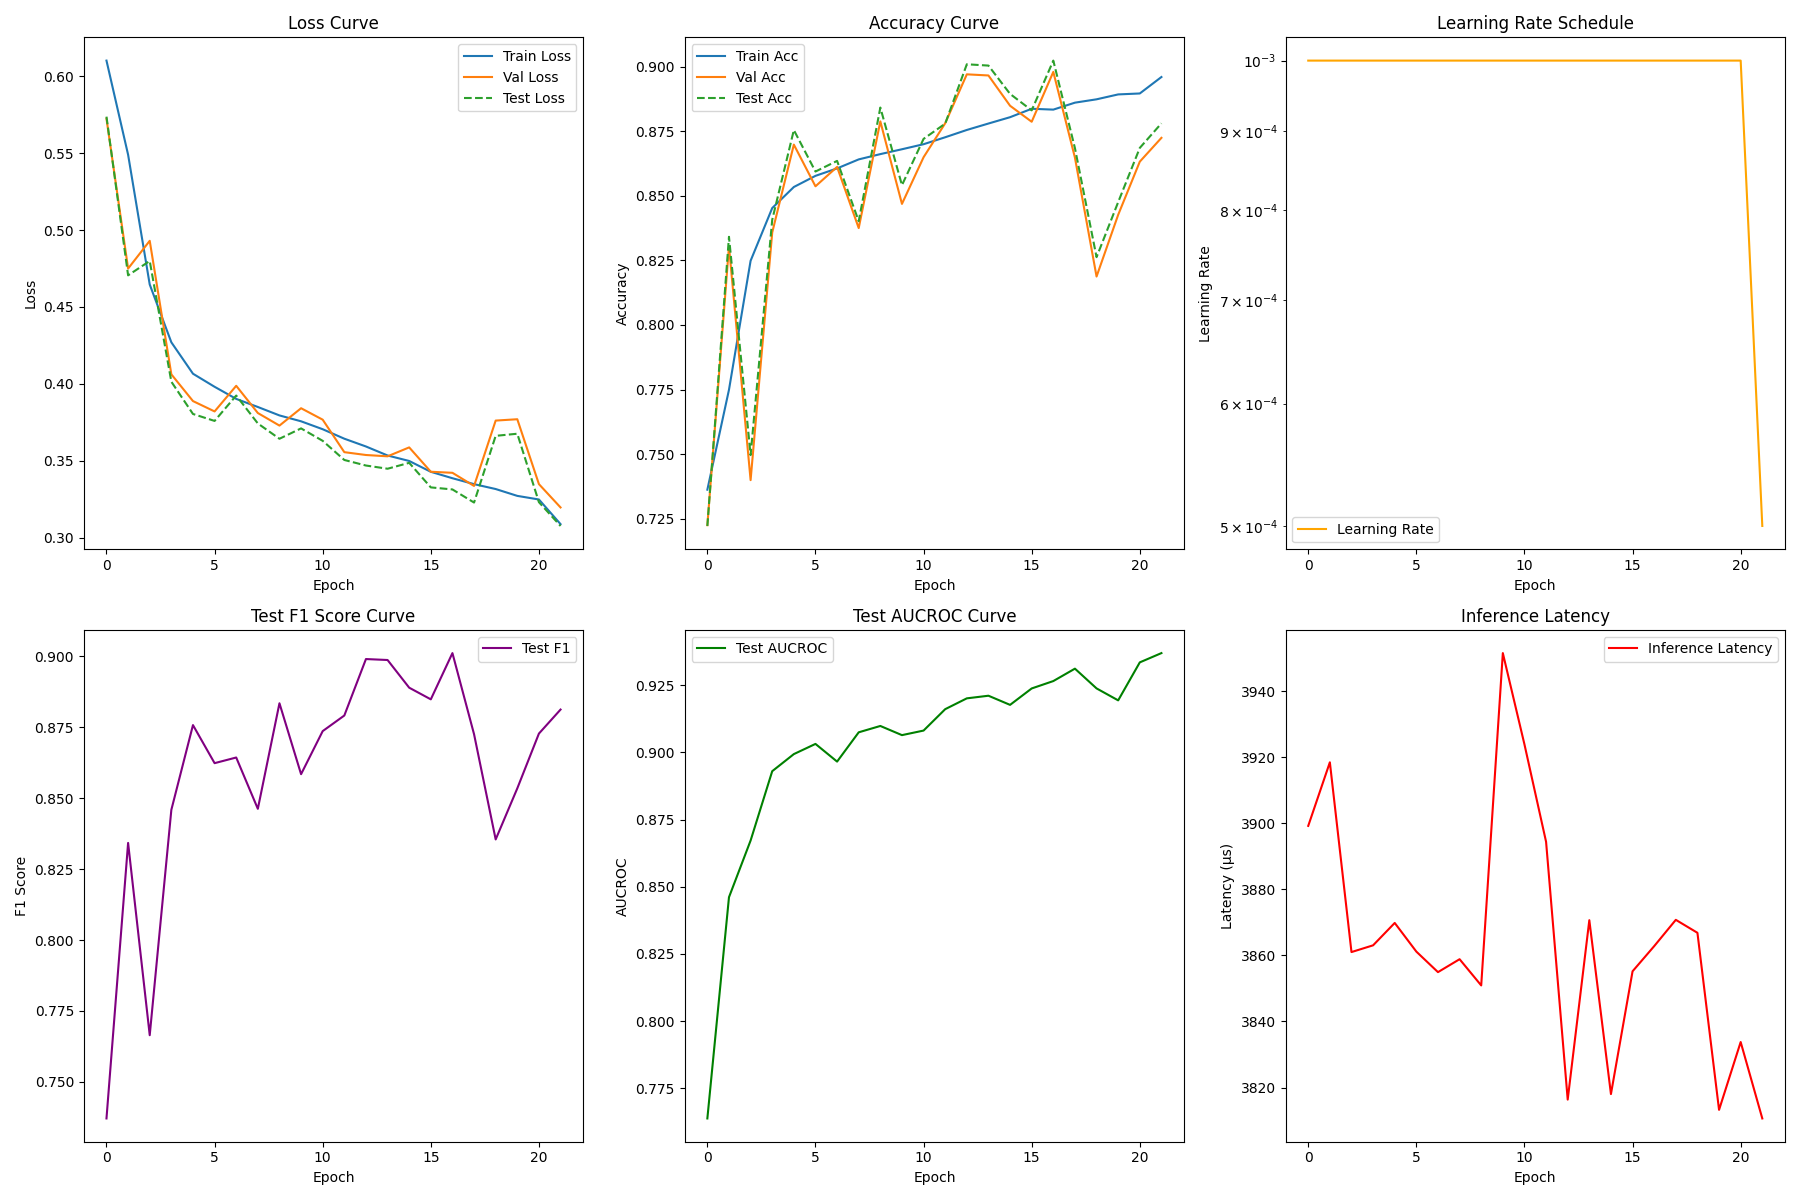 Loss Curve
Loss
0.60
0.55
0.50
0.45
0.40
0.35
0.30
Train Loss
Val Loss
Test Loss
0 5 10 15 20
Epoch
Accuracy Curve
Accuracy
0.900
0.875
0.850
0.825
0.800
0.775
0.750
0.725
Train Acc
Val Acc
Test Acc
0 5 10 15 20
Epoch
Learning Rate Schedule
Learning Rate
10⁻³
9 × 10⁻⁴
8 × 10⁻⁴
7 × 10⁻⁴
6 × 10⁻⁴
5 × 10⁻⁴
Learning Rate
0 5 10 15 20
Epoch
Test F1 Score Curve
F1 Score
0.900
0.875
0.850
0.825
0.800
0.775
0.750
Test F1
0 5 10 15 20
Epoch
Test AUCROC Curve
AUCROC
0.925
0.900
0.875
0.850
0.825
0.800
0.775
Test AUCROC
0 5 10 15 20
Epoch
Inference Latency
Latency (μs)
3940
3920
3900
3880
3860
3840
3820
Inference Latency
0 5 10 15 20
Epoch